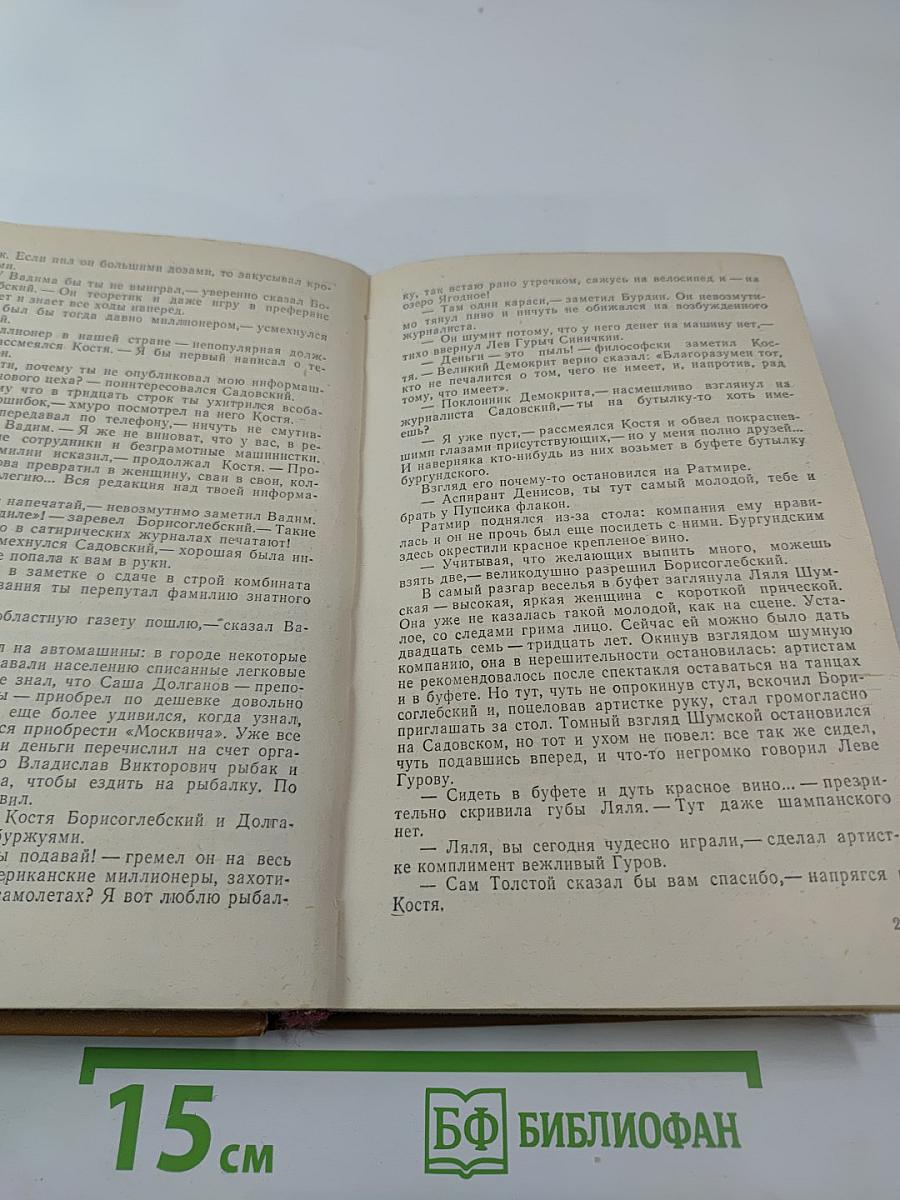 к. Если пил он большими дозами, то закусывал кро-
ми.
У Вадима бы ты не выиграл,— уверенно сказал Бо-
бский. — Он теоретик и даже игру в преферанс
ет и знает все ходы наперед.
был бы тогда давно миллионером,— усмехнулся
й.
ллионер в нашей стране — непопулярная долж-
рассмеялся Костя. — Я бы первый написал о те-
н.
ти, почему ты не опубликовал мою информаш-
нового цеха? — поинтересовался Садовский.
му что в тридцать строк ты ухитрился всоба-
ошибок,— хмуро посмотрел на него Костя.
передавал по телефону,— ничуть не смутив-
Вадим. — Я же не виноват, что у вас, в ре-
ие сотрудники и безграмотные машинистки.
милии исказил,— продолжал Костя. — Про-
ова превратил в женщину, сваи в свои, кол-
легию... Вся редакция над твоей информа-
напечатай,— невозмутимо заметил Вадим.
диле»! — заревел Борисоглебский.— Такие
о в сатирических журналах печатают!
мехнулся Садовский,— хорошая была ин-
е попала к вам в руки.
в заметке о сдаче в строй комбината
вания ты перепутал фамилию знатного
областную газету пошлю,— сказал Ва-
л на автомашины: в городе некоторые
давали населению списанные легковые
е знал, что Саша Долганов — препо-
ы — приобрел по дешевке довольно
еще более удивился, когда узнал,
ся приобрести «Москвича». Уже все
и деньги перечислил на счет орга-
о Владислав Викторович рыбак и
а, чтобы ездить на рыбалку. По
вил.
Костя Борисоглебский и Долга-
буржуями.
ы подавай! — гремел он на весь
ериканские миллионеры, захоти-
самолетах? Я вот люблю рыбал-
ку, так встаю рано утречком, сажусь на велосипед и — на
озеро Ягодное!
— Там одни караси,— заметил Бурдин. Он невозмути-
мо тянул пиво и ничуть не обижался на возбужденного
журналиста.
— Он шумит потому, что у него денег на машину нет,—
тихо ввернул Лев Гурыч Синичкин.
— Деньги — это пыль! — философски заметил Кос-
тя. — Великий Демокрит верно сказал: «Благоразумен тот,
кто не печалится о том, чего не имеет, и, напротив, рад
тому, что имеет».
— Поклонник Демокрита,— насмешливо взглянул на
журналиста Садовский,— ты на бутылку-то хоть име-
ешь?
— Я уже пуст,— рассмеялся Костя и обвел покраснев-
шими глазами присутствующих,— но у меня полно друзей...
И наверняка кто-нибудь из них возьмет в буфете бутылку
бургундского.
Взгляд его почему-то остановился на Ратмире.
— Аспирант Денисов, ты тут самый молодой, тебе и
брать у Пупсика флакон.
Ратмир поднялся из-за стола: компания ему нрави-
лась и он не прочь был еще посидеть с ними. Бургундским
здесь окрестили красное крепленое вино.
— Учитывая, что желающих выпить много, можешь
взять две,— великодушно разрешил Борисоглебский.
В самый разгар веселья в буфет заглянула Ляля Шум-
ская — высокая, яркая женщина с короткой прической.
Она уже не казалась такой молодой, как на сцене. Уста-
лое, со следами грима лицо. Сейчас ей можно было дать
двадцать семь — тридцать лет. Окинув взглядом шумную
компанию, она в нерешительности остановилась: артистам
не рекомендовалось после спектакля оставаться на танцах
и в буфете. Но тут, чуть не опрокинув стул, вскочил Бори-
соглебский и, поцеловав артистке руку, стал громогласно
приглашать за стол. Томный взгляд Шумской остановился
на Садовском, но тот и ухом не повел: все так же сидел,
чуть подавшись вперед, и что-то негромко говорил Леве
Гурову.
— Сидеть в буфете и дуть красное вино... — презри-
тельно скривила губы Ляля. — Тут даже шампанского
нет.
— Ляля, вы сегодня чудесно играли,— сделал артист-
ке комплимент вежливый Гуров.
— Сам Толстой сказал бы вам спасибо,— напрягся
Костя.
2
15 см
БФ БИБЛИОФАН